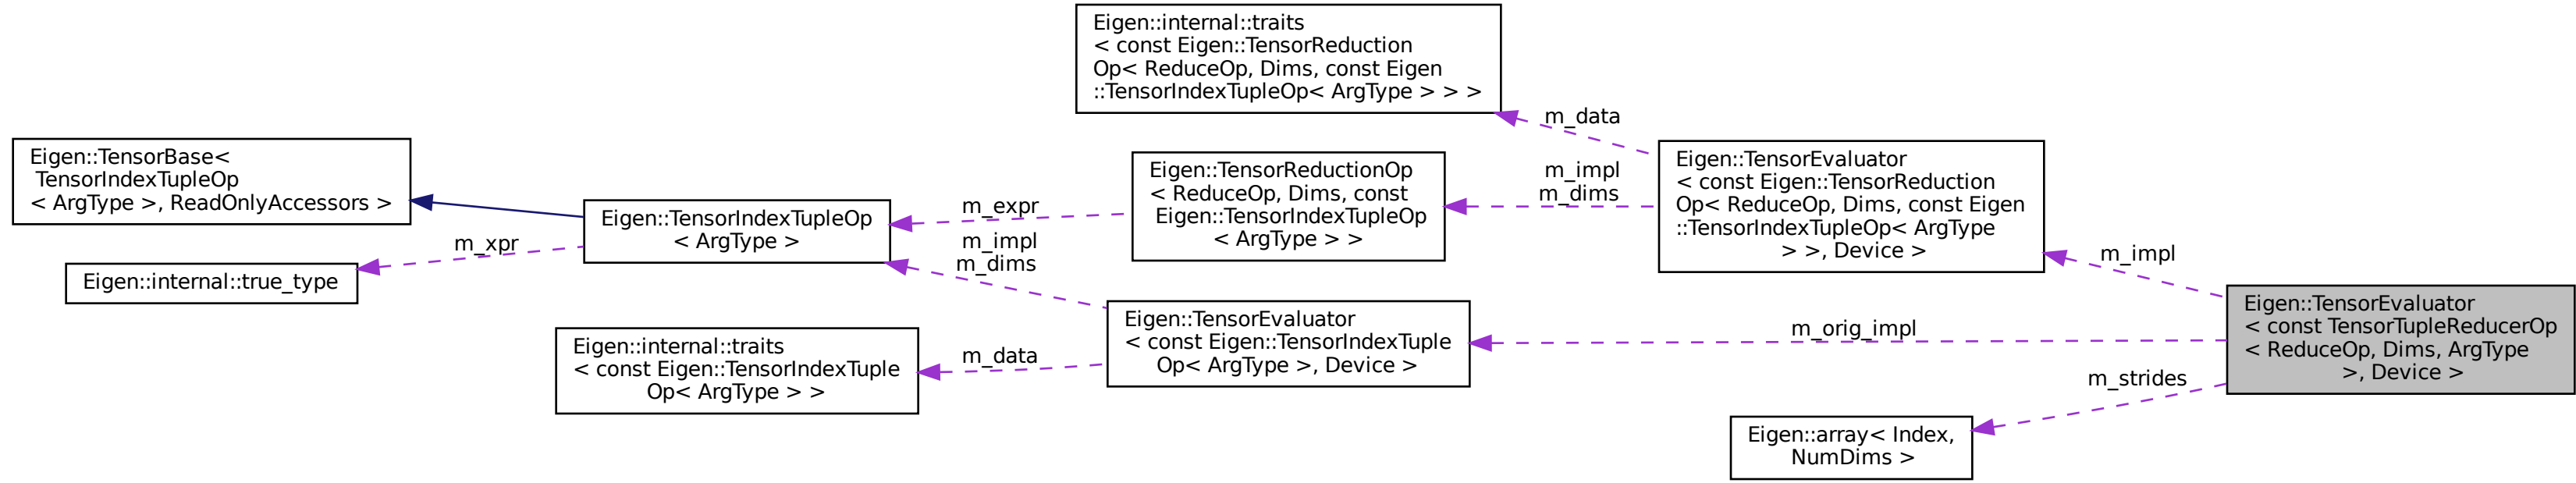 Eigen::internal::traits
< const Eigen::TensorReduction
Op< ReduceOp, Dims, const Eigen
::TensorIndexTupleOp< ArgType > > >
m_data
Eigen::TensorBase<
TensorIndexTupleOp
< ArgType >, ReadOnlyAccessors >
Eigen::TensorReductionOp
< ReduceOp, Dims, const
Eigen::TensorIndexTupleOp
< ArgType > >
m_impl
m_dims
Eigen::TensorEvaluator
< const Eigen::TensorReduction
Op< ReduceOp, Dims, const Eigen
::TensorIndexTupleOp< ArgType
> >, Device >
Eigen::TensorIndexTupleOp
< ArgType >
m_expr
m_xpr
m_impl
m_dims
m_impl
Eigen::internal::true_type
Eigen::TensorEvaluator
< const Eigen::TensorIndexTuple
Op< ArgType >, Device >
m_orig_impl
Eigen::TensorEvaluator
< const TensorTupleReducerOp
< ReduceOp, Dims, ArgType
>, Device >
Eigen::internal::traits
< const Eigen::TensorIndexTuple
Op< ArgType > >
m_data
m_strides
Eigen::array< Index,
NumDims >